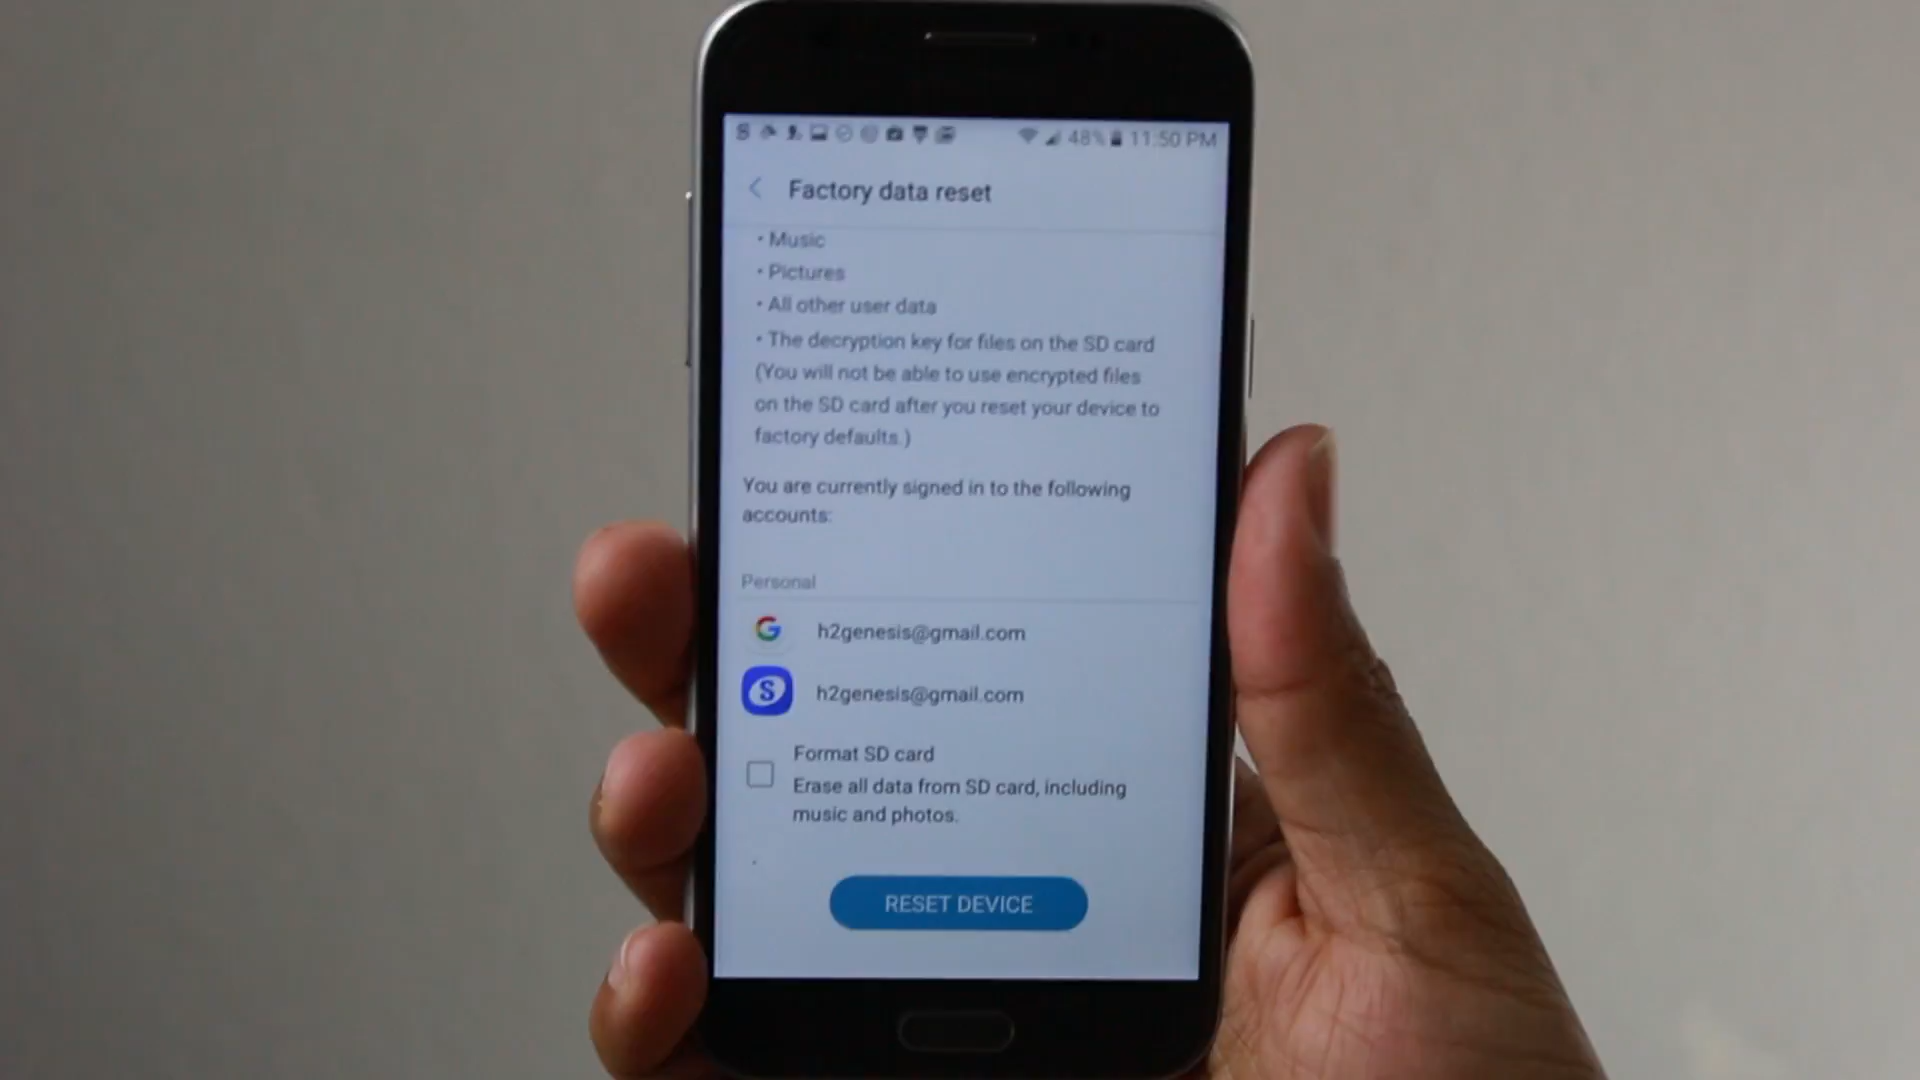 48% 11:50 PM
Factory data reset
• Music
• Pictures
• All other user data
• The decryption key for files on the SD card
(You will not be able to use encrypted files
on the SD card after you reset your device to
factory defaults.)
You are currently signed in to the following
accounts:
Personal
G h2genesis@gmail.com
S h2genesis@gmail.com
Format SD card
Erase all data from SD card, including
music and photos.
RESET DEVICE